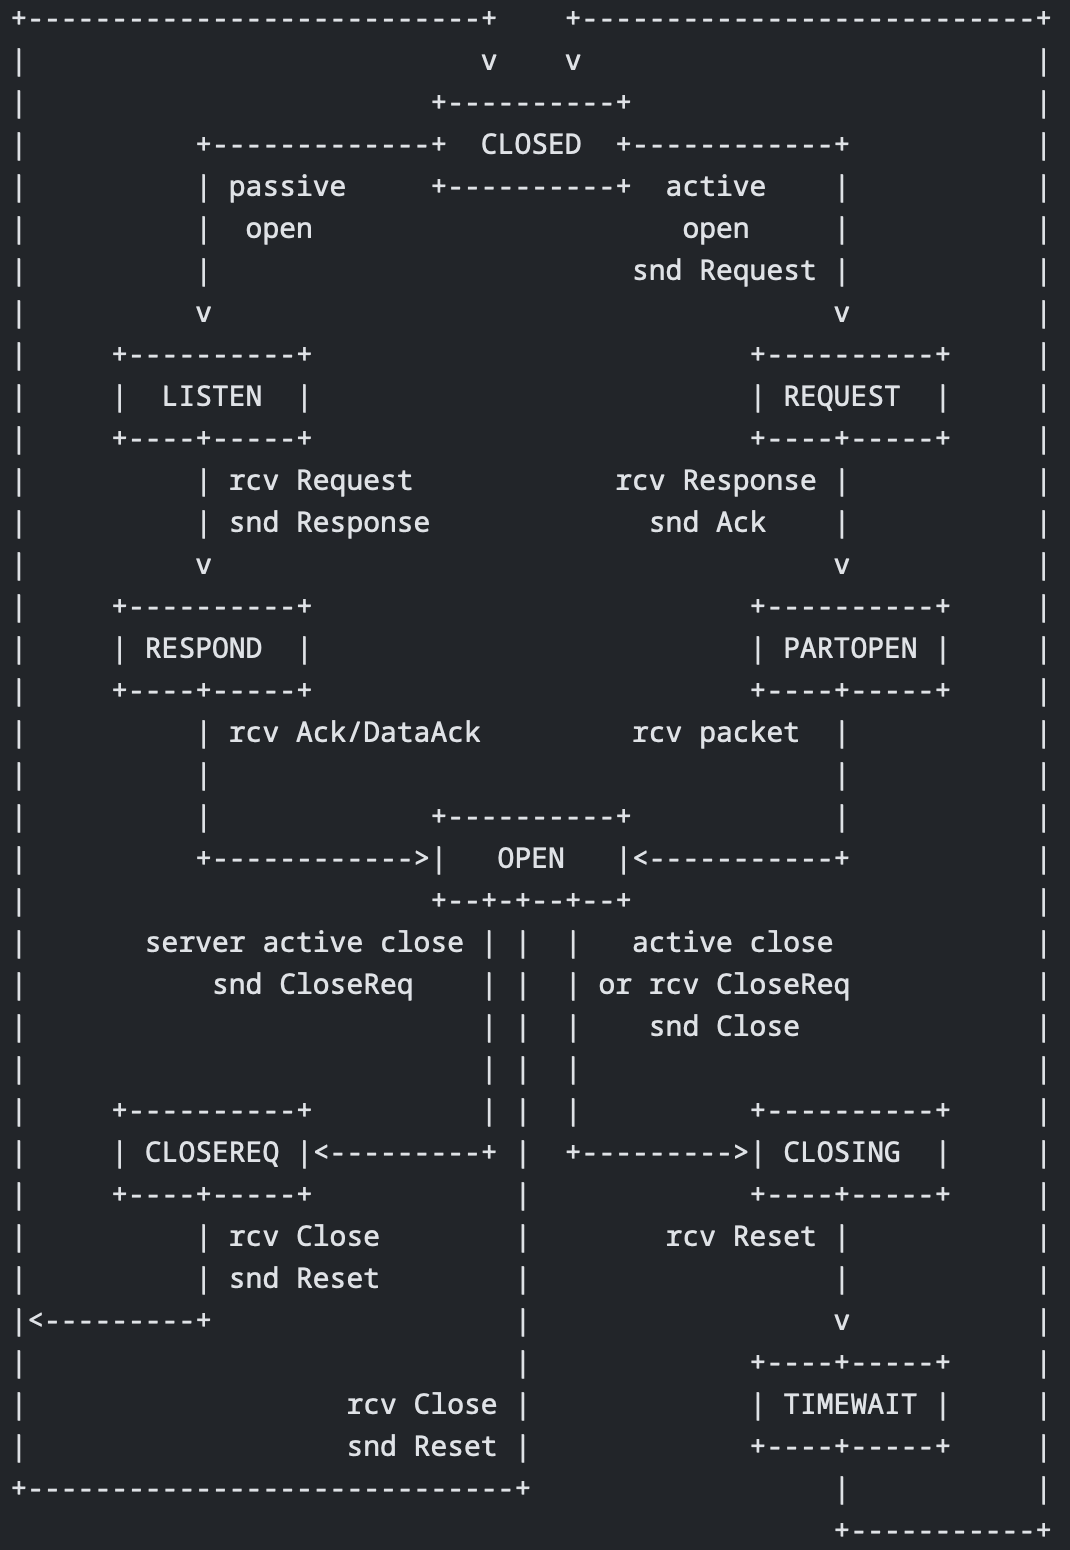 +---------------------------+    +---------------------------+
|                           v    v                           |
|                        +----------+                        |
|          +-------------+  CLOSED  +------------+           |
|          | passive     +----------+  active    |           |
|          |  open                      open     |           |
|          |                         snd Request |           |
|          v                                     v           |
|     +----------+                          +----------+     |
|     |  LISTEN  |                          | REQUEST  |     |
|     +----+-----+                          +----+-----+     |
|          | rcv Request            rcv Response |           |
|          | snd Response             snd Ack    |           |
|          v                                     v           |
|     +----------+                          +----------+     |
|     | RESPOND  |                          | PARTOPEN |     |
|     +----+-----+                          +----+-----+     |
|          | rcv Ack/DataAck         rcv packet  |           |
|          |                                     |           |
|          |             +----------+            |           |
|          +------------>|   OPEN   |<-----------+           |
|                        +--+-+--+--+                        |
|       server active close | |  |   active close            |
|           snd CloseReq    | |  | or rcv CloseReq           |
|                           | |  |    snd Close              |
|                           | |  |                           |
|     +----------+          | |  |          +----------+     |
|     | CLOSEREQ |<---------+ |  +--------->| CLOSING  |     |
|     +----+-----+            |             +----+-----+     |
|          | rcv Close        |        rcv Reset |           |
|          | snd Reset        |                  |           |
|<---------+                  |                  v           |
|                             |             +----+-----+     |
|                   rcv Close |             | TIMEWAIT |     |
|                   snd Reset |             +----+-----+     |
+-----------------------------+                  |           |
                                                 +-----------+